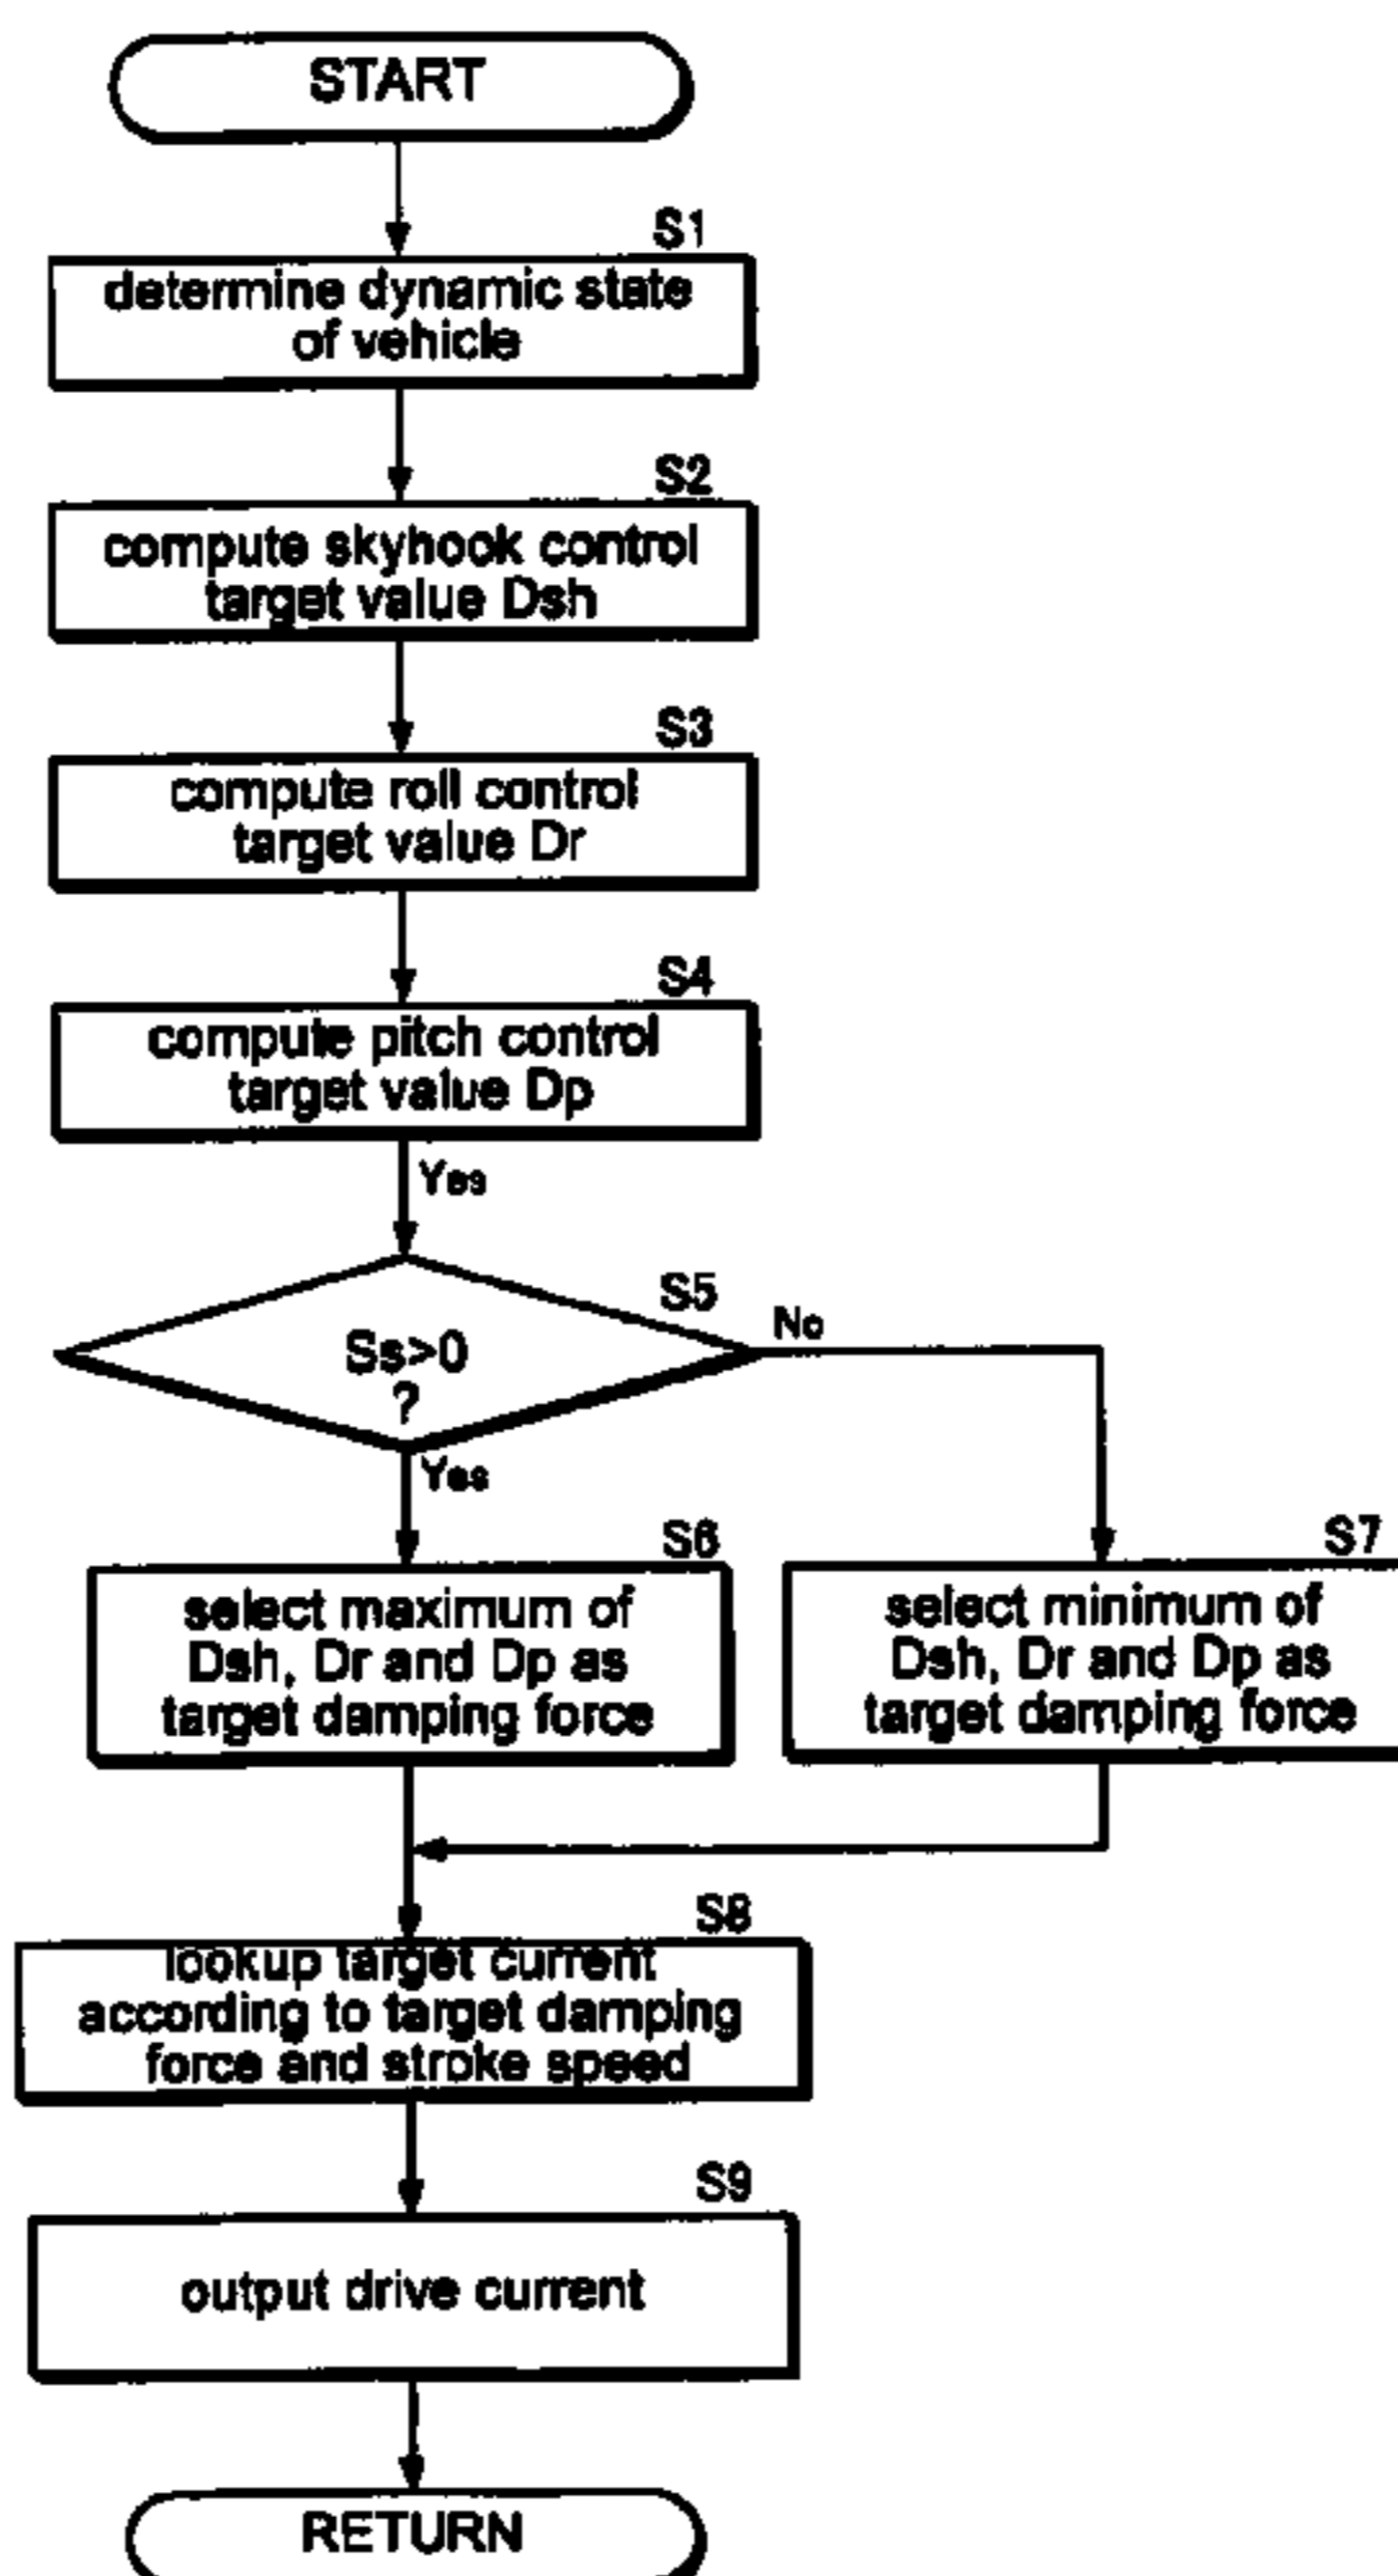 START
S1
determine dynamic state
of vehicle
S2
compute skyhook control
target value Dsh
S3
compute roll control
target value Dr
S4
compute pitch control
target value Dp
Yes
S5
Ss>0
?
No
Yes
S6
select maximum of
Dsh, Dr and Dp as
target damping force
S7
select minimum of
Dsh, Dr and Dp as
target damping force
S8
lookup target current
according to target damping
force and stroke speed
S9
output drive current
RETURN